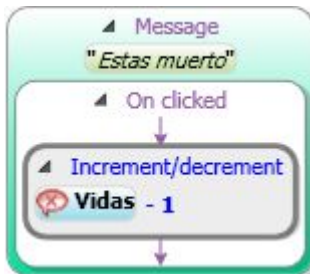 Message
"Estas muerto"
On clicked
Increment/decrement
Vidas - 1